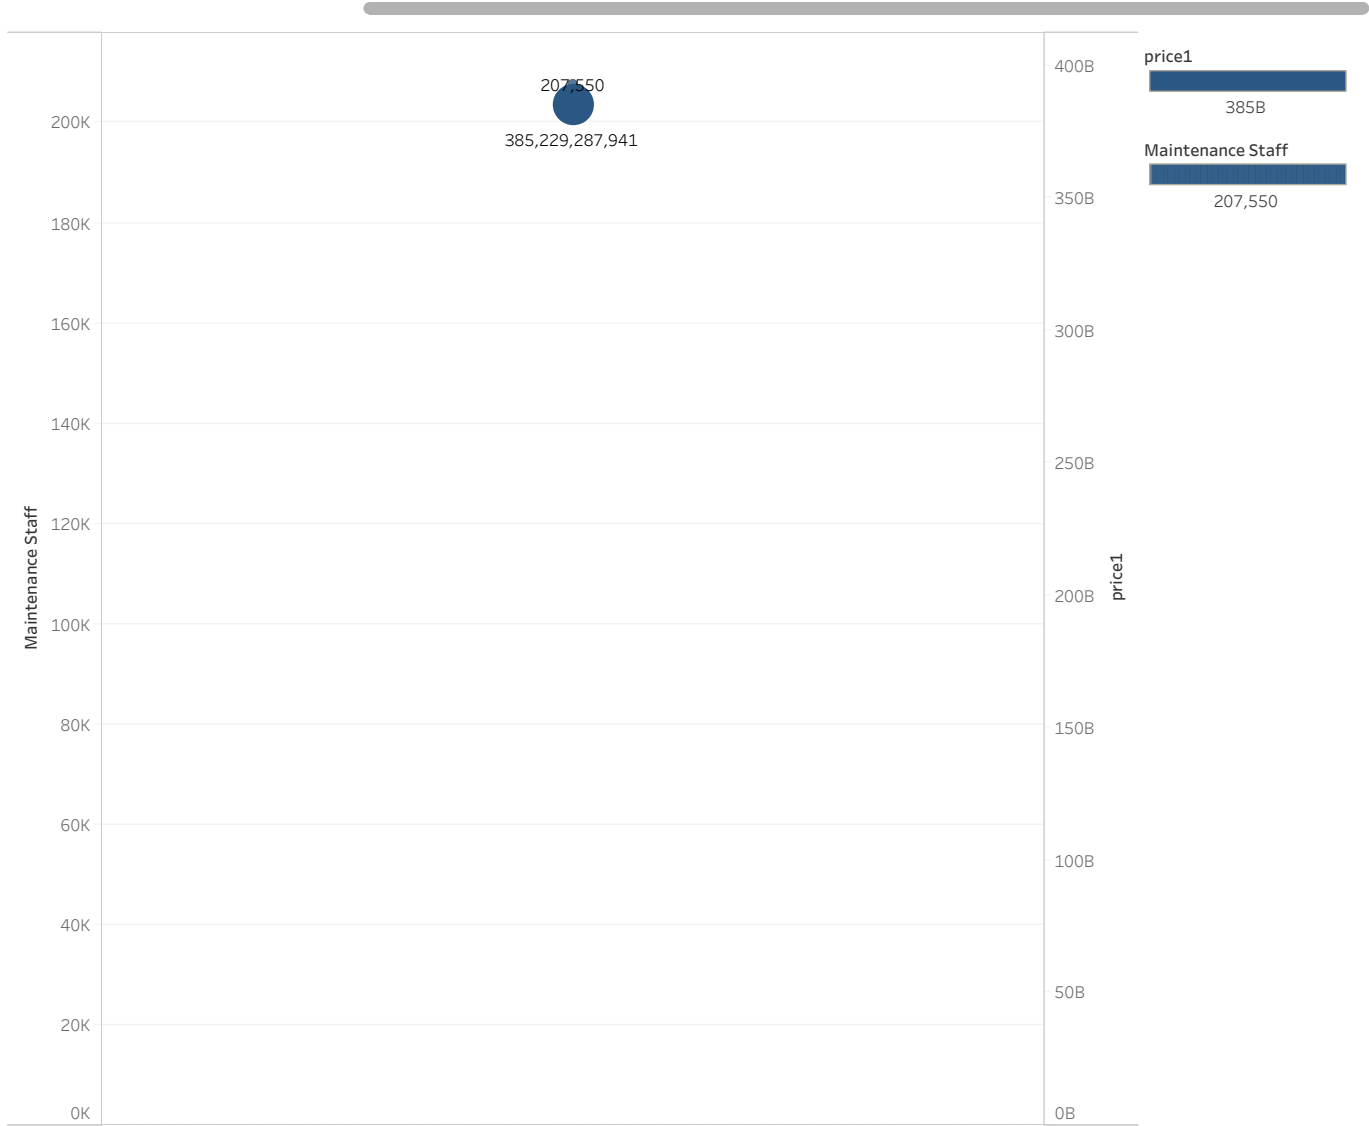 207,550
385,229,287,941
200K
180K
160K
140K
120K
100K
80K
60K
40K
20K
0K
Maintenance Staff
400B
350B
300B
250B
200B
150B
100B
50B
0B
price1
price1
385B
Maintenance Staff
207,550